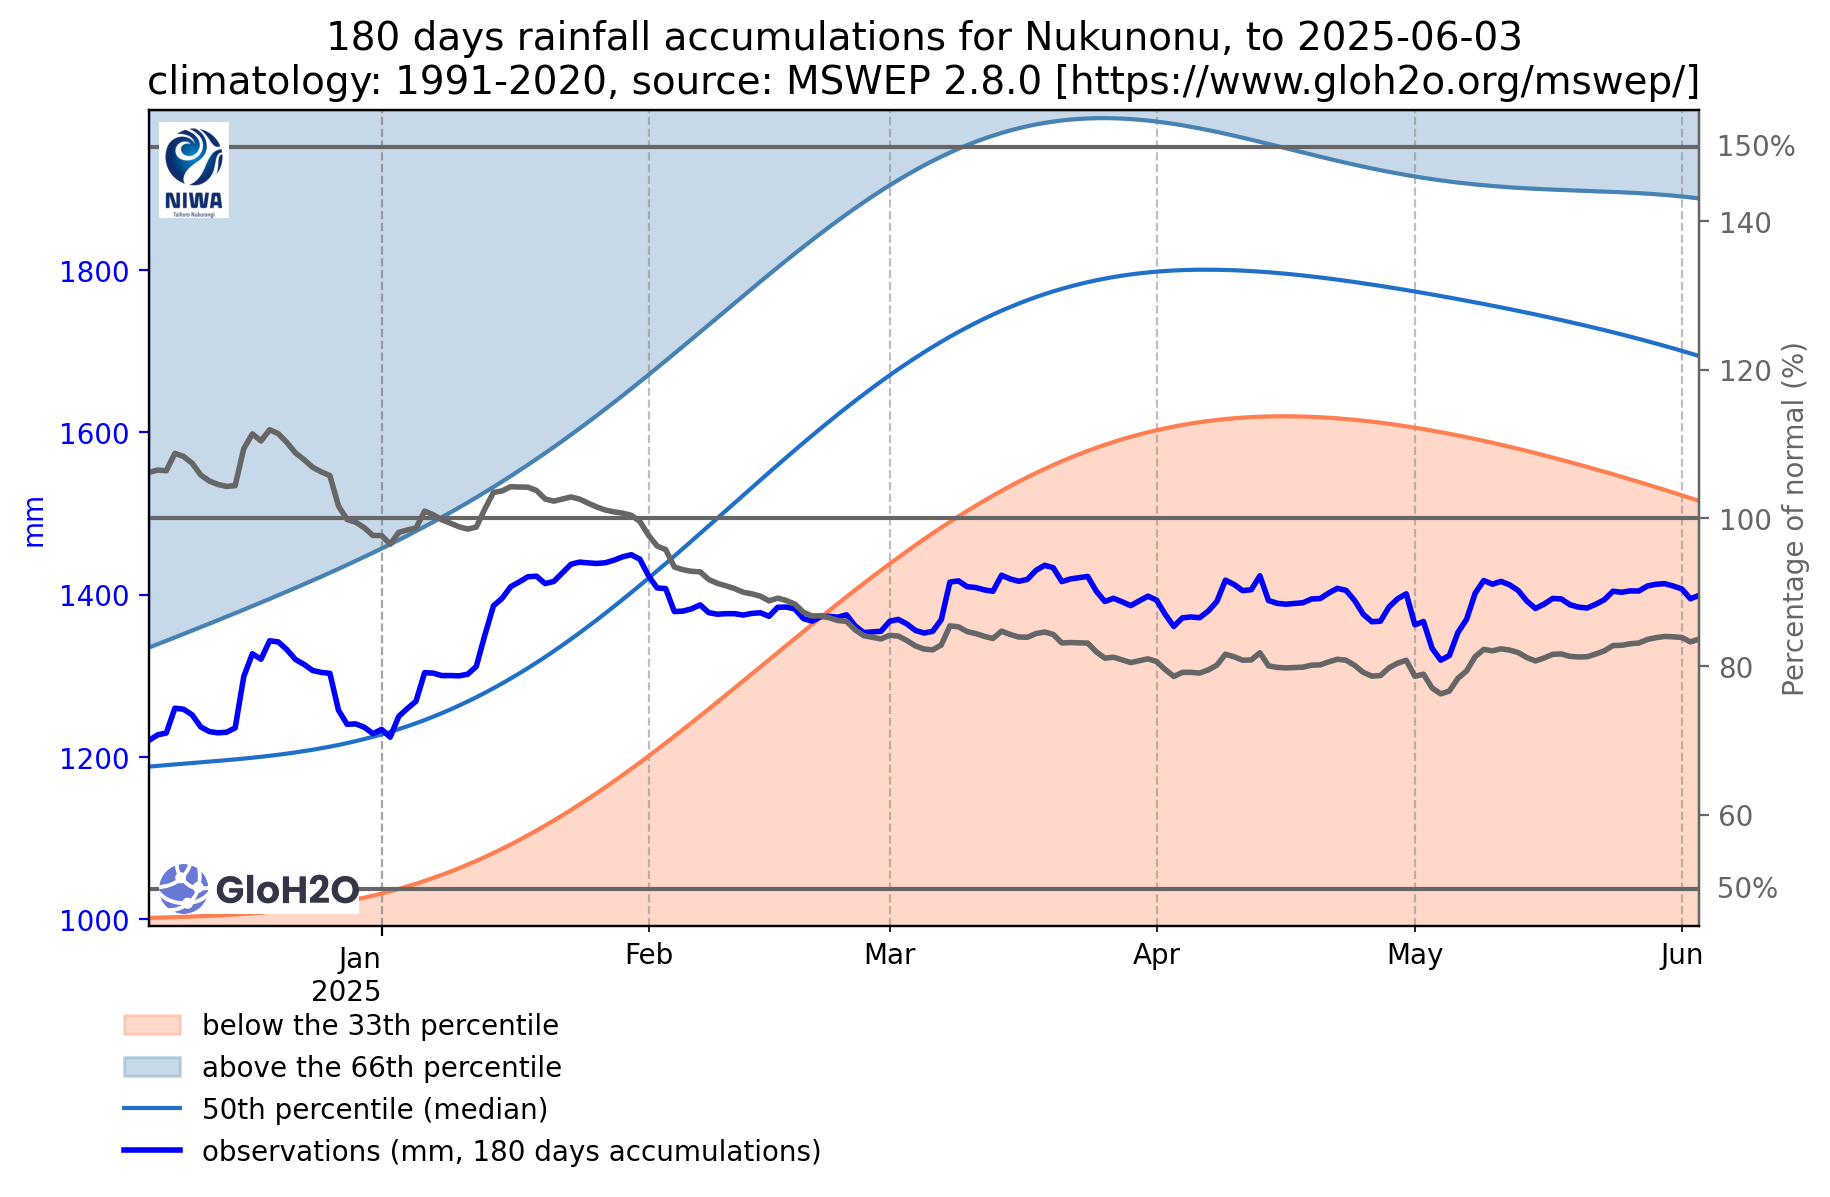 180 days rainfall accumulations for Nukunonu, to 2025-06-03
climatology: 1991-2020, source: MSWEP 2.8.0 [https://www.gloh2o.org/mswep/]
NIWA
Taihoro Nukurangi
150%
140
120
100
80
60
50%
Percentage of normal (%)
1800
1600
1400
1200
1000
mm
GloH2O
Jan
2025
Feb
Mar
Apr
May
Jun
below the 33th percentile
above the 66th percentile
50th percentile (median)
observations (mm, 180 days accumulations)